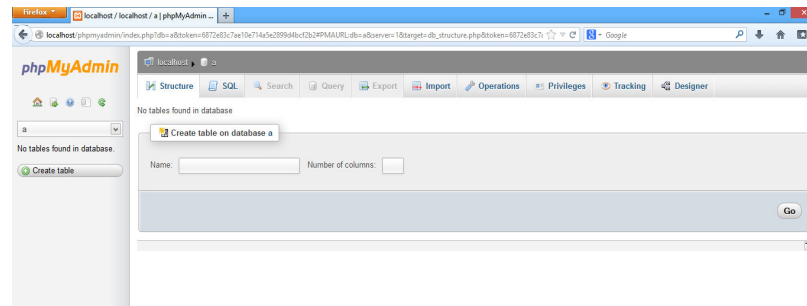 Firefox
localhost / localhost / a | phpMyAdmin ...
localhost/phpmyadmin/index.php?db=a&token=6872e83c7ae10e714a5e2899d4bcf2b2#PMAURL:db=a&server=1&target=db_structure.php&token=6872e83c7
Google
phpMyAdmin
localhost a
Structure SQL Search Query Export Import Operations Privileges Tracking Designer
a
No tables found in database.
Create table
No tables found in database
Create table on database a
Name: Number of columns:
Go